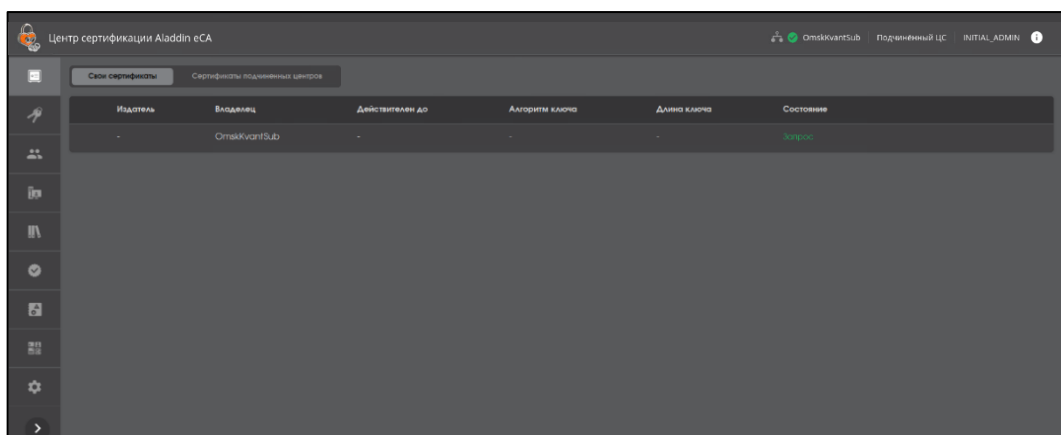 Центр сертификации Aladdin eCA
OmskKvantSub Подчинённый ЦС INITIAL_ADMIN
Свои сертификаты Сертификаты подчиненных центров
Издатель Владелец Действителен до Алгоритм ключа Длина ключа Состояние
- OmskKvantSub - - - Запрос